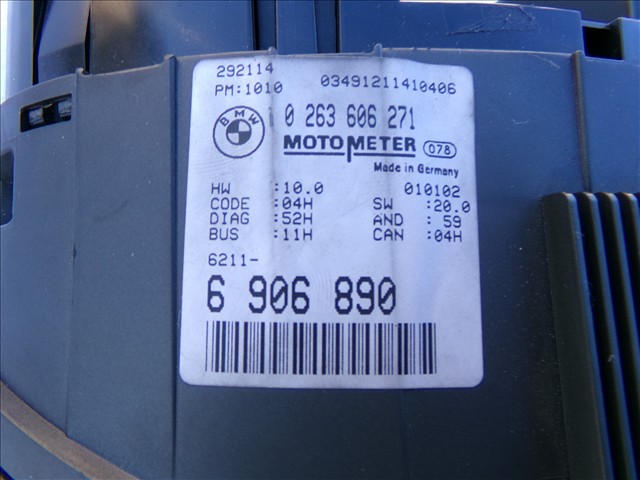 292114
PM:1010 03491211410406
BMW 0 263 606 271
MOTOMETER 078
Made in Germany
HW :10.0 010102
CODE :04H SW :20.0
DIAG :52H AND :59
BUS :11H CAN :04H
6211-
6 906 890